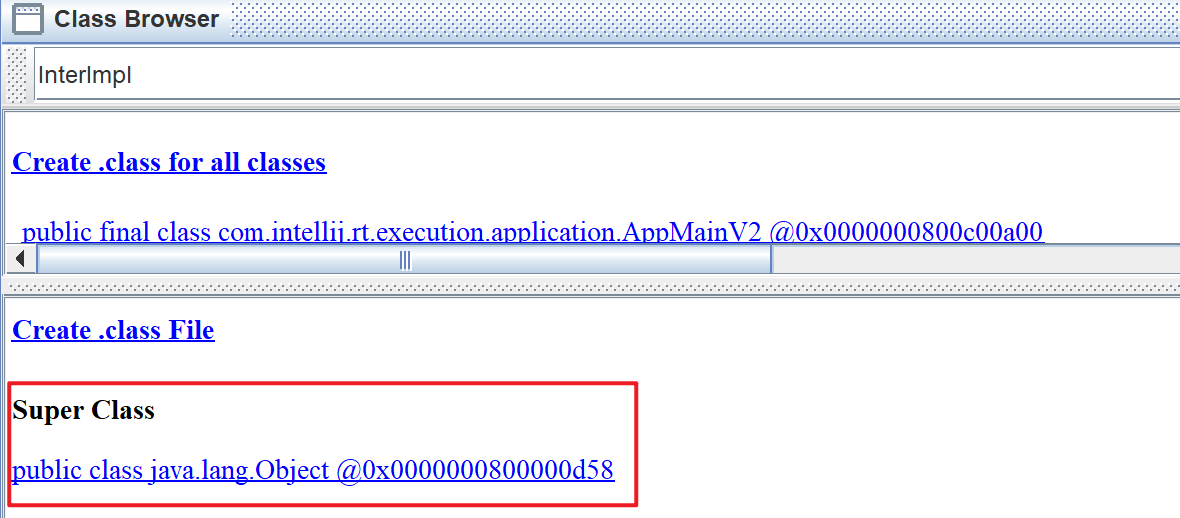 Class Browser
InterImpl
Create .class for all classes
public final class com.intellij.rt.execution.application.AppMainV2 @0x0000000800c00a00
Create .class File
Super Class
public class java.lang.Object @0x0000000800000d58